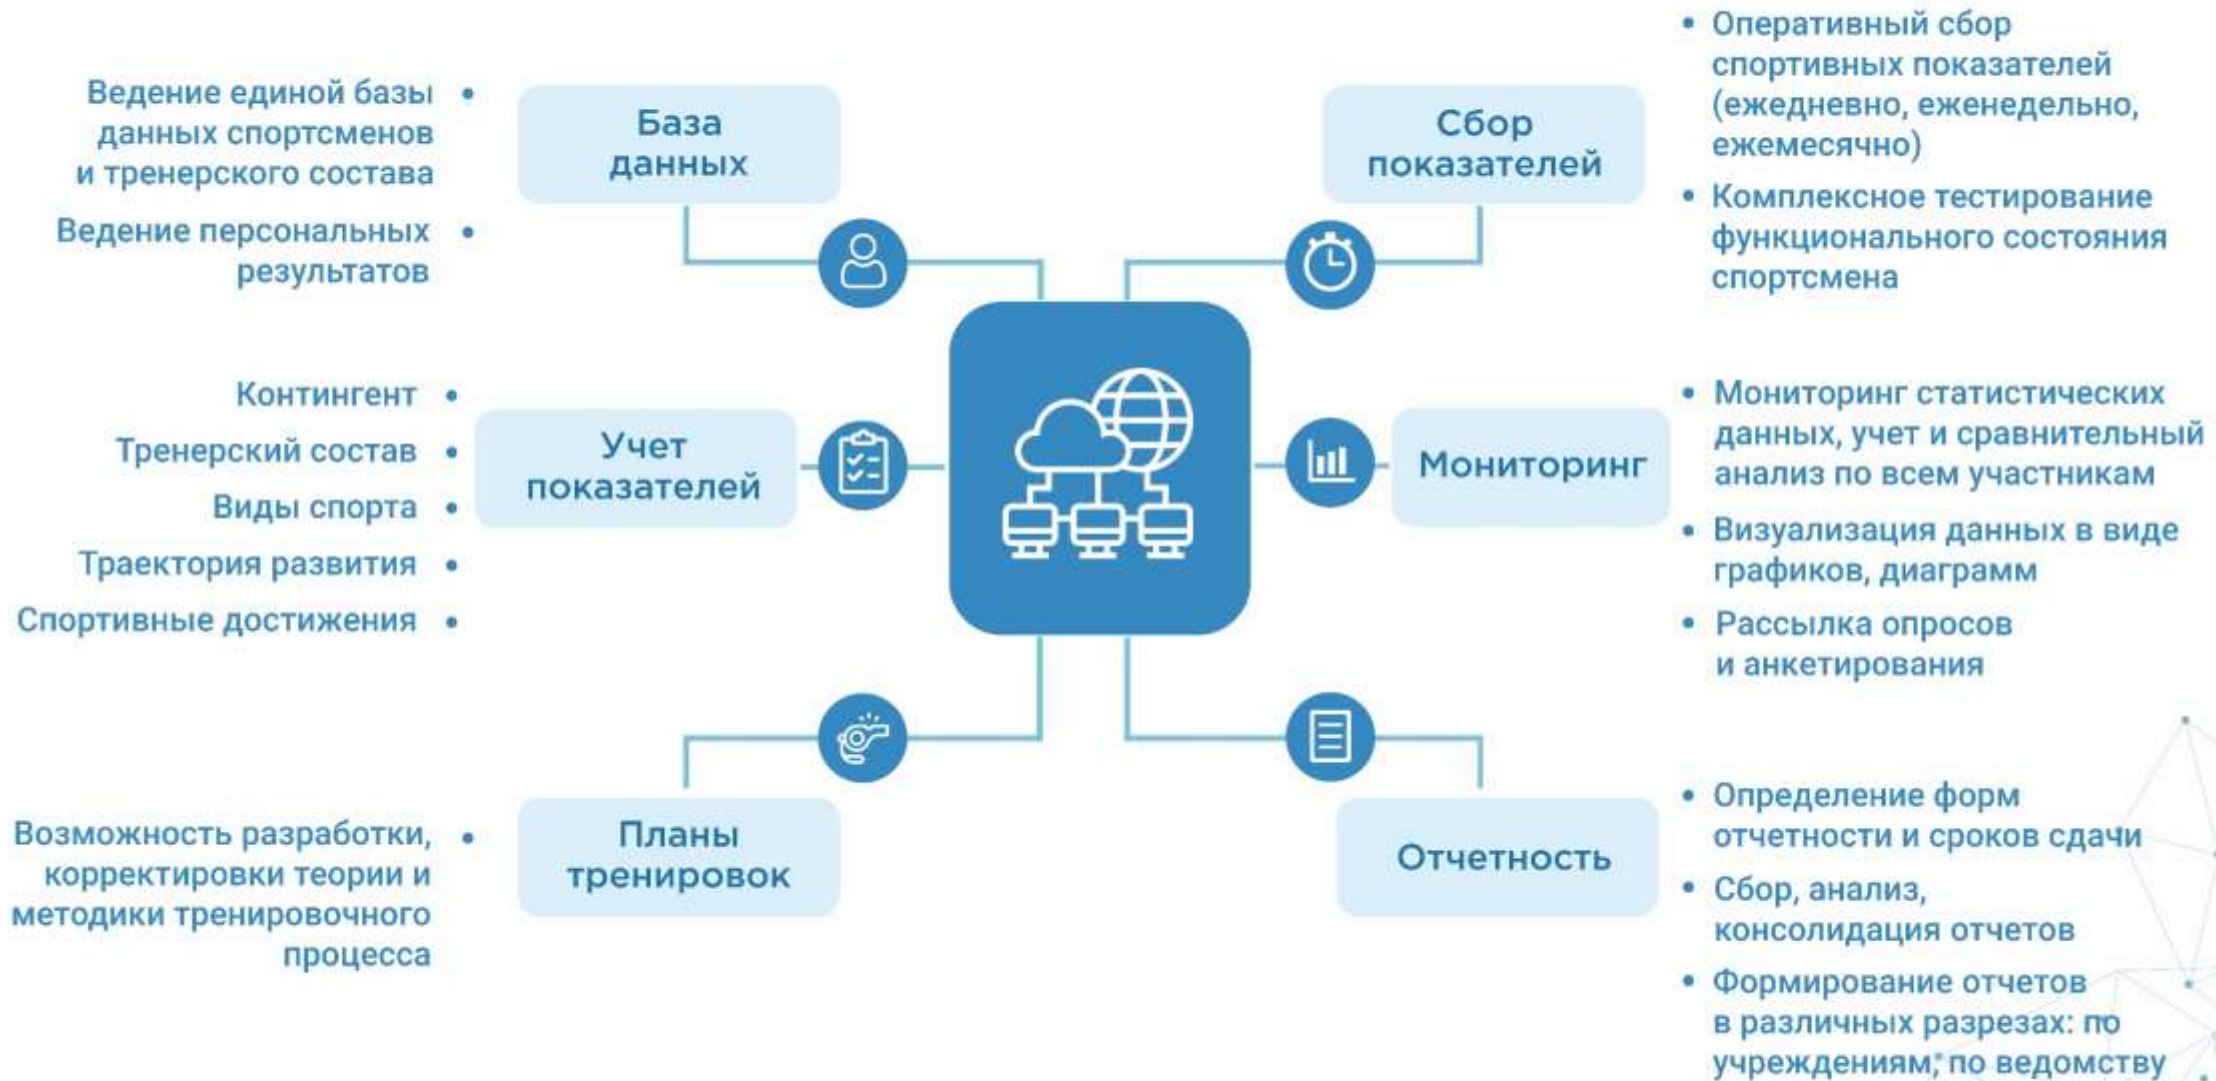 Ведение единой базы
данных спортсменов
и тренерского состава
Ведение персональных
результатов
База
данных
Сбор
показателей
• Оперативный сбор
спортивных показателей
(ежедневно, еженедельно,
ежемесячно)
• Комплексное тестирование
функционального состояния
спортсмена
Контингент •
Тренерский состав •
Виды спорта •
Траектория развития •
Спортивные достижения •
Учет
показателей
Мониторинг
• Мониторинг статистических
данных, учет и сравнительный
анализ по всем участникам
• Визуализация данных в виде
графиков, диаграмм
• Рассылка опросов
и анкетирования
Возможность разработки, •
корректировки теории и
методики тренировочного
процесса
Планы
тренировок
Отчетность
• Определение форм
отчетности и сроков сдачи
• Сбор, анализ,
консолидация отчетов
• Формирование отчетов
в различных разрезах: по
учреждениям, по ведомству